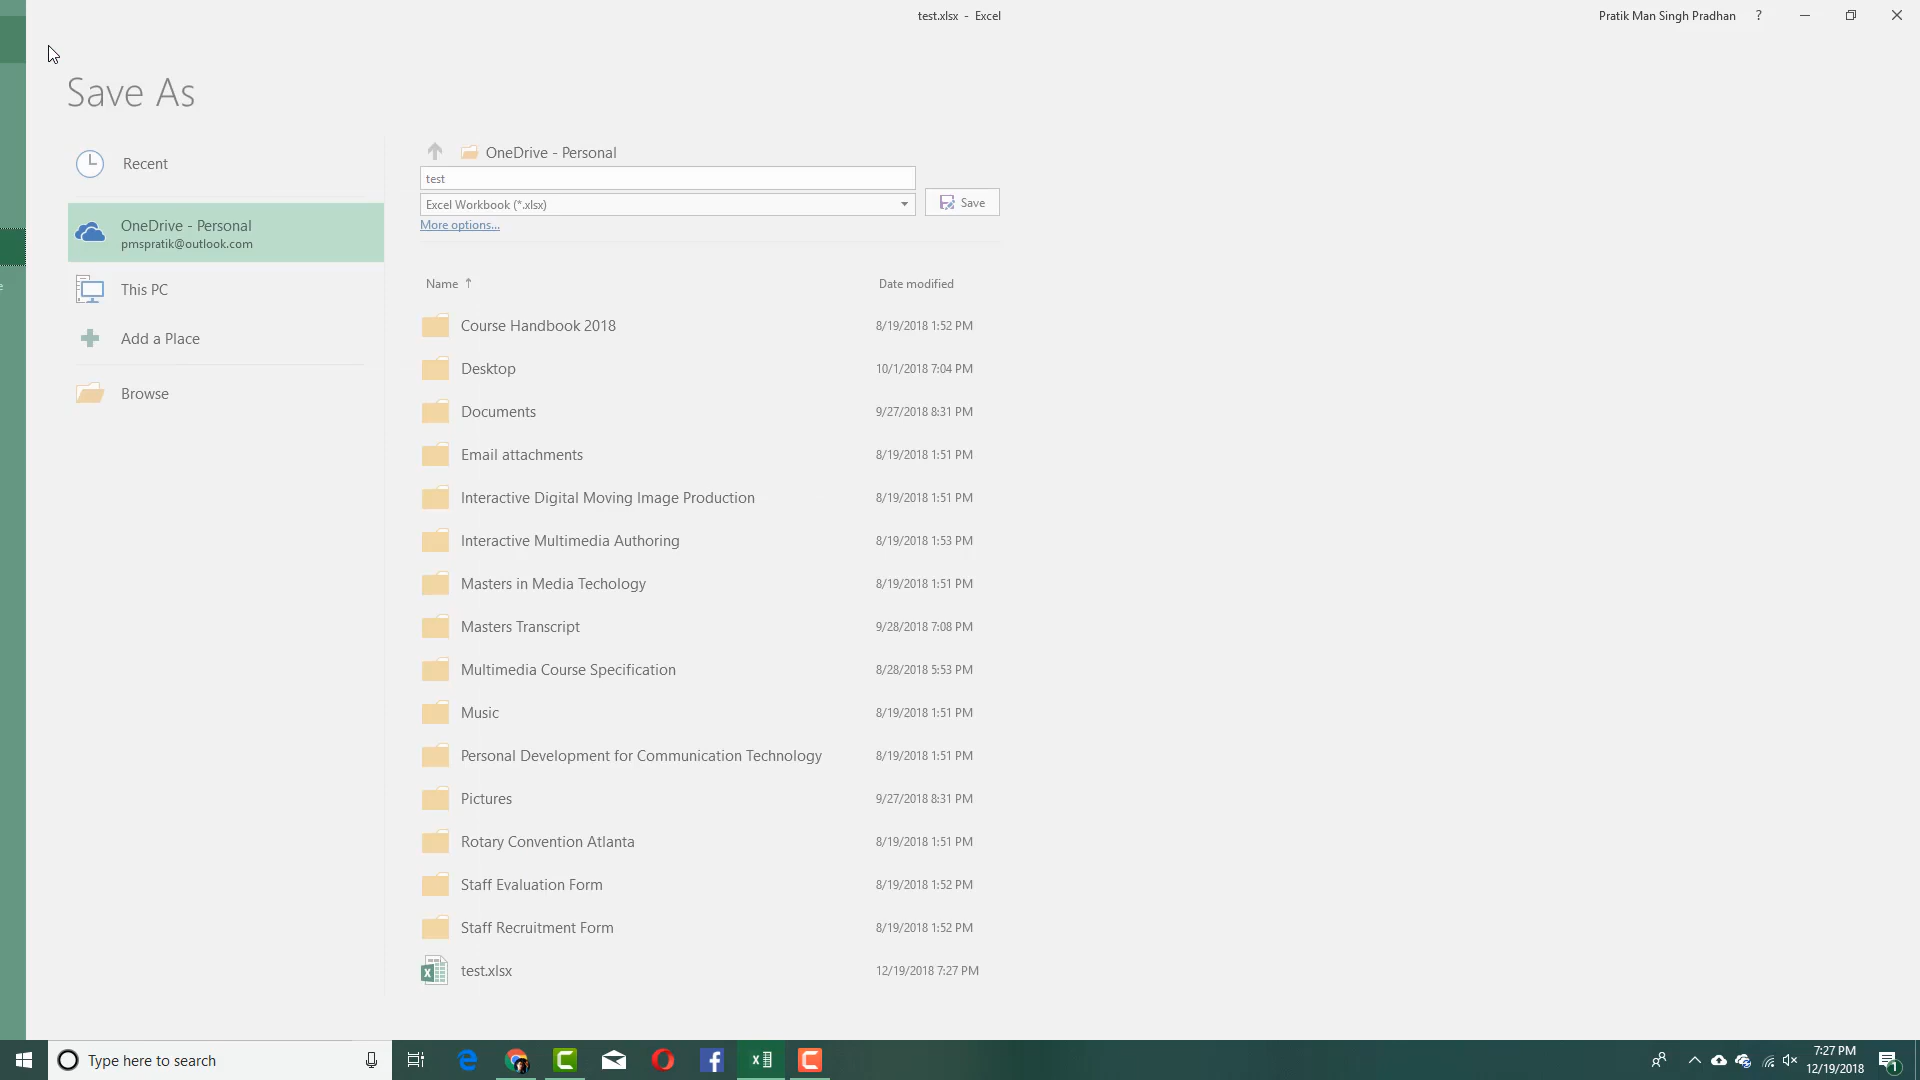 test.xlsx - Excel
Pratik Man Singh Pradhan ?
Save As
Recent
OneDrive - Personal
pmspratik@outlook.com
This PC
Add a Place
Browse
OneDrive - Personal
test
Excel Workbook (*.xlsx)
Save
More options...
Name ↑ Date modified
Course Handbook 2018 8/19/2018 1:52 PM
Desktop 10/1/2018 7:04 PM
Documents 9/27/2018 8:31 PM
Email attachments 8/19/2018 1:51 PM
Interactive Digital Moving Image Production 8/19/2018 1:51 PM
Interactive Multimedia Authoring 8/19/2018 1:53 PM
Masters in Media Techology 8/19/2018 1:51 PM
Masters Transcript 9/28/2018 7:08 PM
Multimedia Course Specification 8/28/2018 5:53 PM
Music 8/19/2018 1:51 PM
Personal Development for Communication Technology 8/19/2018 1:51 PM
Pictures 9/27/2018 8:31 PM
Rotary Convention Atlanta 8/19/2018 1:51 PM
Staff Evaluation Form 8/19/2018 1:52 PM
Staff Recruitment Form 8/19/2018 1:52 PM
test.xlsx 12/19/2018 7:27 PM
Type here to search
7:27 PM
12/19/2018
1